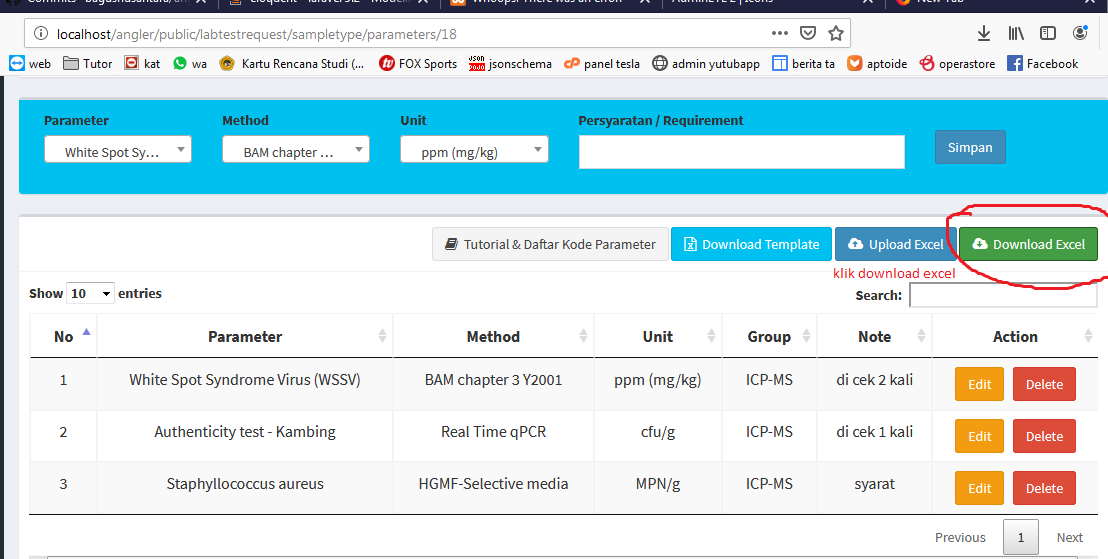 localhost/angler/public/labtestrequest/sampletype/parameters/18
web Tutor kat wa Kartu Rencana Studi (... FOX Sports jsonschema panel tesla admin yutubapp berita ta aptoide operastore Facebook
Parameter Method Unit Persyaratan / Requirement
White Spot Sy... BAM chapter ... ppm (mg/kg) Simpan
Tutorial & Daftar Kode Parameter Download Template Upload Excel Download Excel
klik download excel
Show 10 entries Search:
No Parameter Method Unit Group Note Action
1 White Spot Syndrome Virus (WSSV) BAM chapter 3 Y2001 ppm (mg/kg) ICP-MS di cek 2 kali Edit Delete
2 Authenticity test - Kambing Real Time qPCR cfu/g ICP-MS di cek 1 kali Edit Delete
3 Staphyllococcus aureus HGMF-Selective media MPN/g ICP-MS syarat Edit Delete
Previous 1 Next